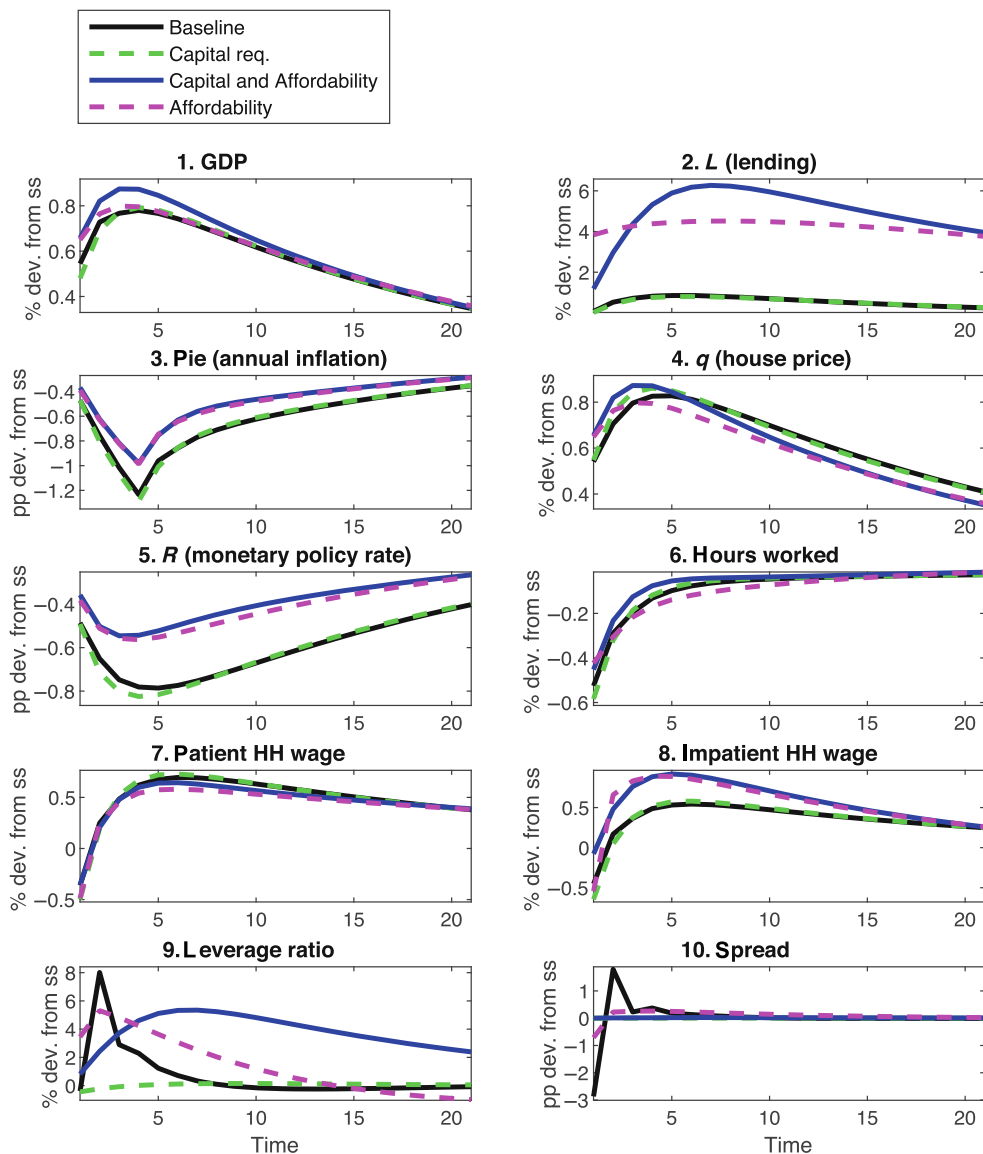 Baseline
Capital req.
Capital and Affordability
Affordability
1. GDP
% dev. from ss
0.8
0.6
0.4
5 10 15 20
2. L (lending)
% dev. from ss
6
4
2
5 10 15 20
3. Pie (annual inflation)
pp dev. from ss
−0.4
−0.6
−0.8
−1
−1.2
5 10 15 20
4. q (house price)
% dev. from ss
0.8
0.6
0.4
5 10 15 20
5. R (monetary policy rate)
pp dev. from ss
−0.4
−0.6
−0.8
5 10 15 20
6. Hours worked
% dev. from ss
−0.2
−0.4
−0.6
5 10 15 20
7. Patient HH wage
% dev. from ss
0.5
0
−0.5
5 10 15 20
8. Impatient HH wage
% dev. from ss
0.5
0
−0.5
5 10 15 20
9. Leverage ratio
% dev. from ss
8
6
4
2
0
5 10 15 20
Time
10. Spread
pp dev. from ss
1
0
−1
−2
−3
5 10 15 20
Time